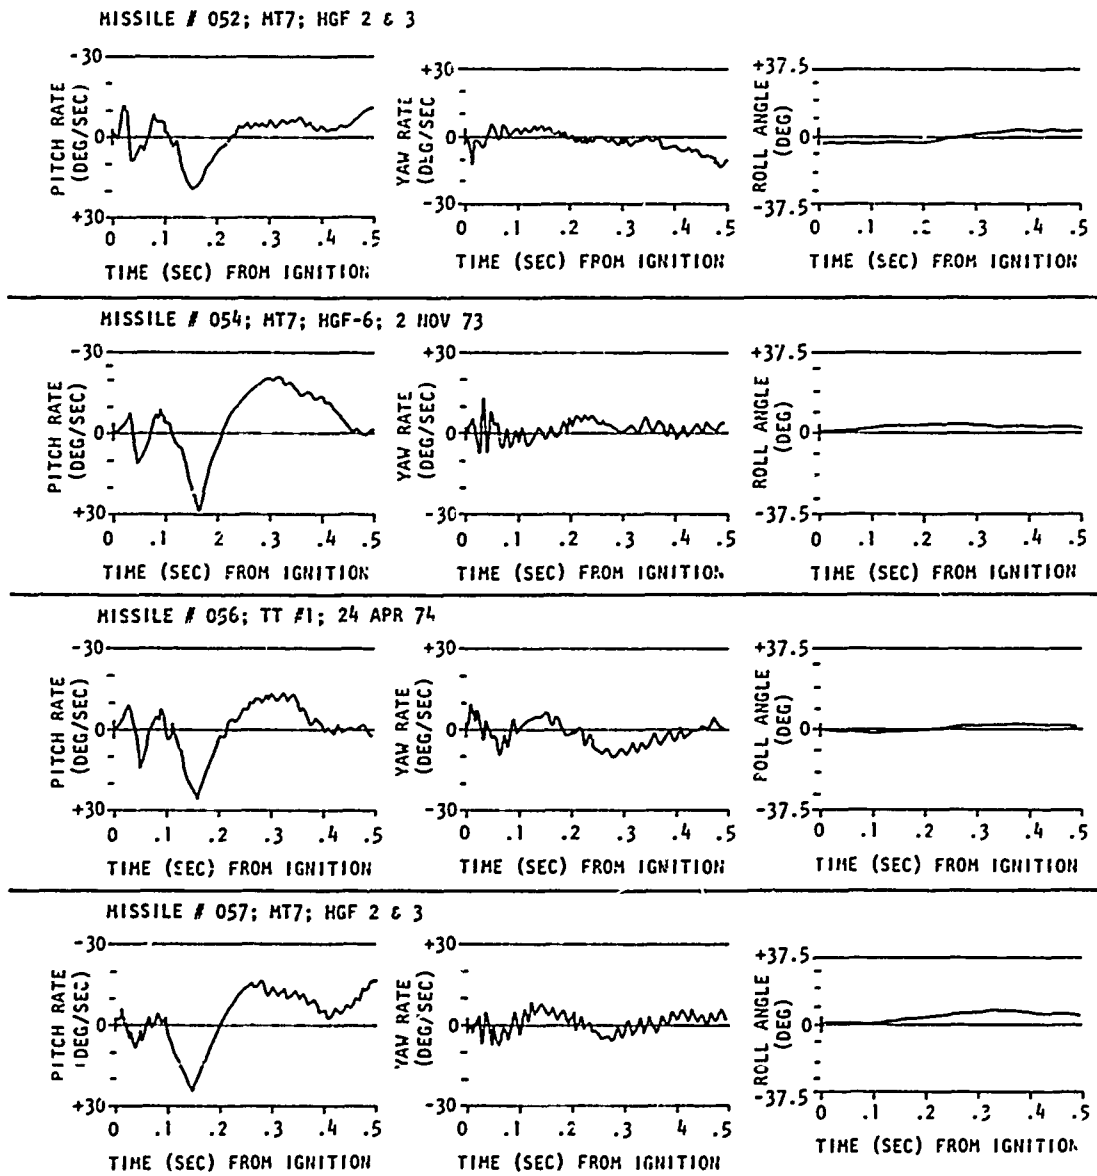 MISSILE # 052; MT7; HGF 2 & 3
PITCH RATE (DEG/SEC)
-30
0
+30
0 .1 .2 .3 .4 .5
TIME (SEC) FROM IGNITION
YAW RATE (DEG/SEC
+30
0
-30
0 .1 .2 .3 .4 .5
TIME (SEC) FPOM IGNITION
ROLL ANGLE (DEG)
+37.5
0
-37.5
0 .1 .2 .3 .4 .5
TIME (SEC) FROM IGNITION
MISSILE # 054; MT7; HGF-6; 2 NOV 73
PITCH RATE (DEG/SEC)
-30
0
+30
0 .1 2 .3 .4 .5
TIME (SEC) FROM IGNITION
YAW RATE (DEG/SEC)
+30
0
-30
0 .1 .2 .3 .4 .5
TIME (SEC) FROM IGNITION
ROLL ANGLE (DEG)
+37.5
0
-37.5
0 .1 .2 .3 .4 .5
TIME (SEC) FROM IGNITION
MISSILE # 056; TT #1; 24 APR 74
PITCH RATE (DEG/SEC)
-30
0
+30
0 .1 .2 .3 .4 .5
TIME (SEC) FROM IGNITION
YAW RATE (DEG/SEC)
+30
0
-30
0 .1 .2 .3 .4 .5
TIME (SEC) FROM IGNITION
POLL ANGLE (DEG)
+37.5
0
-37.5
0 .1 .2 .3 .4 .5
TIME (SEC) FROM IGNITION
MISSILE # 057; MT7; HGF 2 & 3
PITCH RATE (DEG/SEC)
-30
0
+30
0 .1 .2 .3 .4 .5
TIME (SEC) FROM IGNITION
YAW RATE (DEG/SEC)
+30
0
-30
0 .1 .2 .3 4 .5
TIME (SEC) FROM IGNITION
ROLL ANGLE (DEG)
+37.5
0
-37.5
0 .1 .2 .3 .4 .5
TIME (SEC) FROM IGNITION